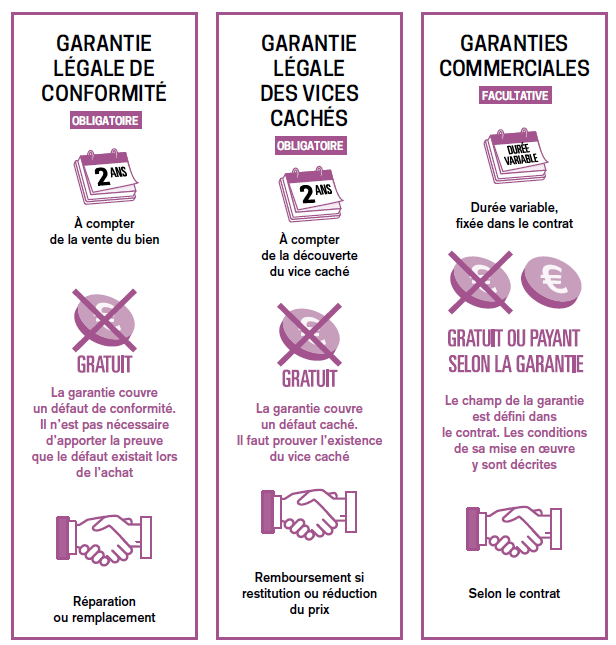 GARANTIE
LÉGALE DE
CONFORMITÉ
OBLIGATOIRE
2 ANS
À compter
de la vente du bien
€
GRATUIT
La garantie couvre
un défaut de conformité.
Il n’est pas nécessaire
d’apporter la preuve
que le défaut existait lors
de l’achat
Réparation
ou remplacement
GARANTIE
LÉGALE
DES VICES
CACHÉS
OBLIGATOIRE
2 ANS
À compter
de la découverte
du vice caché
€
GRATUIT
La garantie couvre
un défaut caché.
Il faut prouver l’existence
du vice caché
Remboursement si
restitution ou réduction
du prix
GARANTIES
COMMERCIALES
FACULTATIVE
DURÉE
VARIABLE
Durée variable,
fixée dans le contrat
€ €
GRATUIT OU PAYANT
SELON LA GARANTIE
Le champ de la garantie
est défini dans
le contrat. Les conditions
de sa mise en œuvre
y sont décrites
Selon le contrat